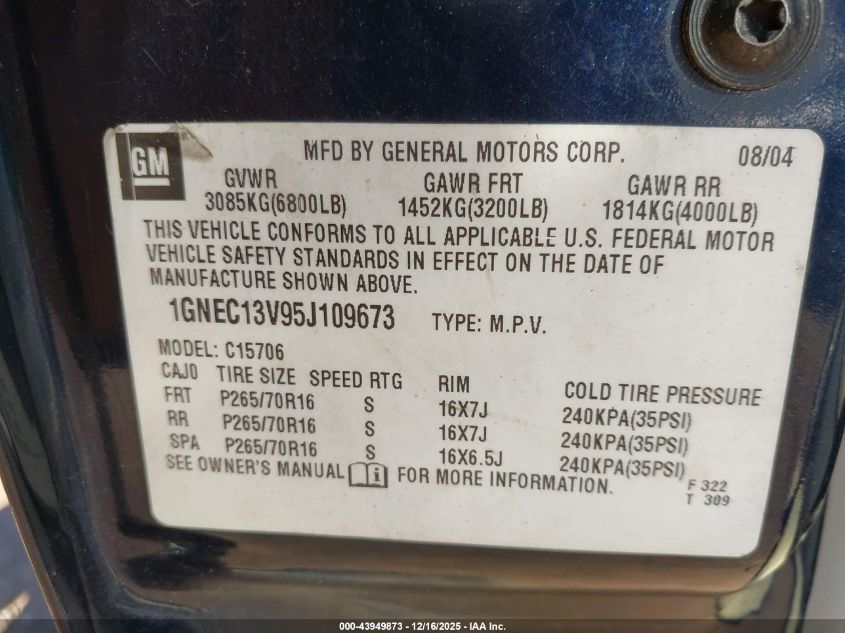 GM
MFD BY GENERAL MOTORS CORP. 08/04
GVWR GAWR FRT GAWR RR
3085KG(6800LB) 1452KG(3200LB) 1814KG(4000LB)
THIS VEHICLE CONFORMS TO ALL APPLICABLE U.S. FEDERAL MOTOR
VEHICLE SAFETY STANDARDS IN EFFECT ON THE DATE OF
MANUFACTURE SHOWN ABOVE.
1GNEC13V95J109673 TYPE: M.P.V.
MODEL: C15706
CAJ0 TIRE SIZE SPEED RTG RIM COLD TIRE PRESSURE
FRT P265/70R16 S 16X7J 240KPA(35PSI)
RR P265/70R16 S 16X7J 240KPA(35PSI)
SPA P265/70R16 S 16X6.5J 240KPA(35PSI)
SEE OWNER'S MANUAL FOR MORE INFORMATION.
F 322
T 309
000-43949873 - 12/16/2025 - IAA Inc.